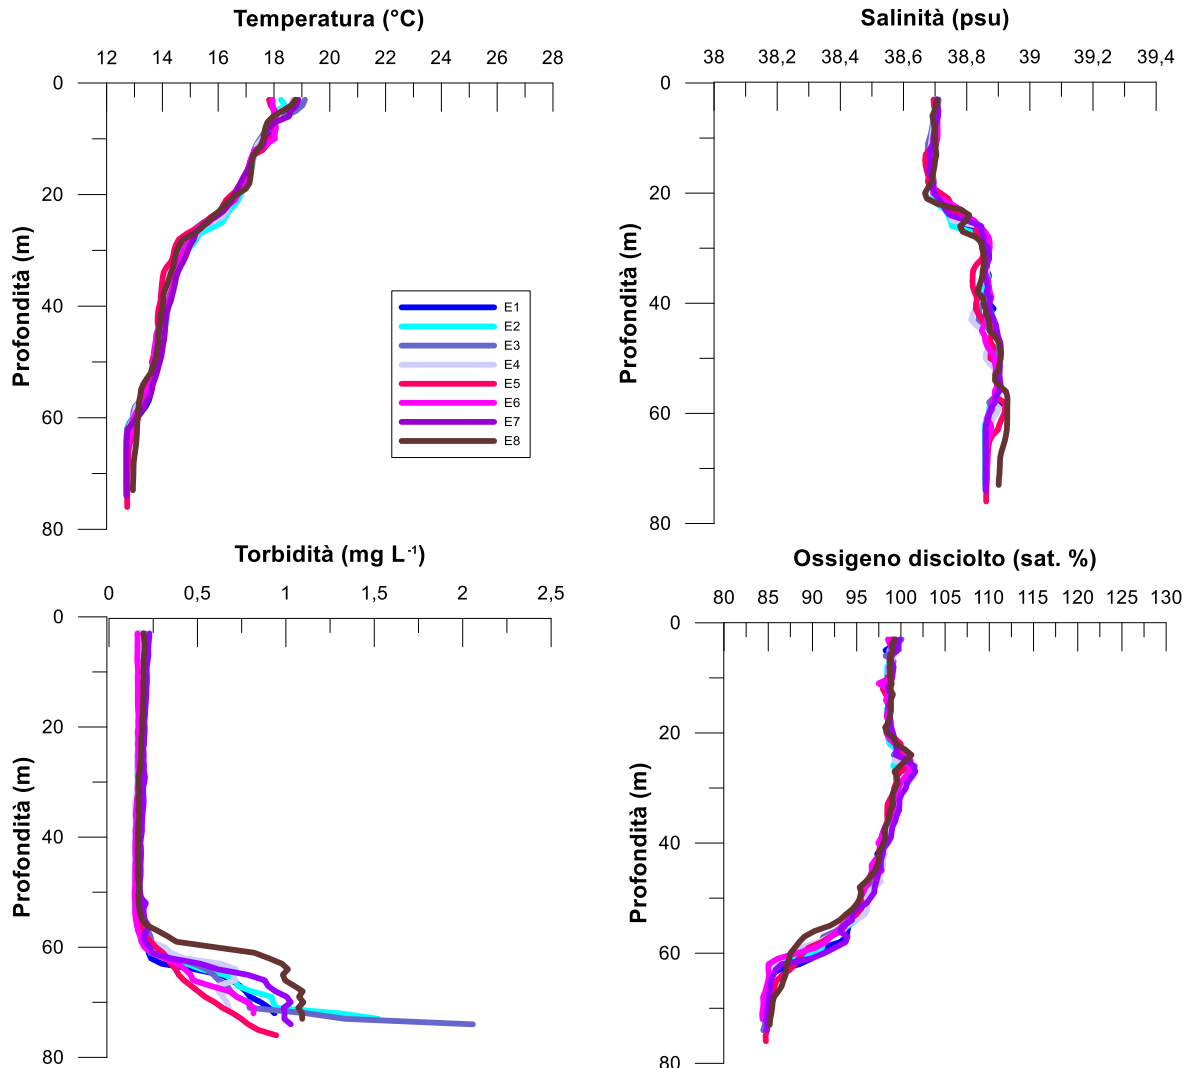 Temperatura (°C)
12 14 16 18 20 22 24 26 28
0
20
40
60
80
Profondità (m)
E1
E2
E3
E4
E5
E6
E7
E8
Salinità (psu)
38 38,2 38,4 38,6 38,8 39 39,2 39,4
0
20
40
60
80
Profondità (m)
Torbidità (mg L⁻¹)
0 0,5 1 1,5 2 2,5
0
20
40
60
80
Profondità (m)
Ossigeno disciolto (sat. %)
80 85 90 95 100 105 110 115 120 125 130
0
20
40
60
80
Profondità (m)